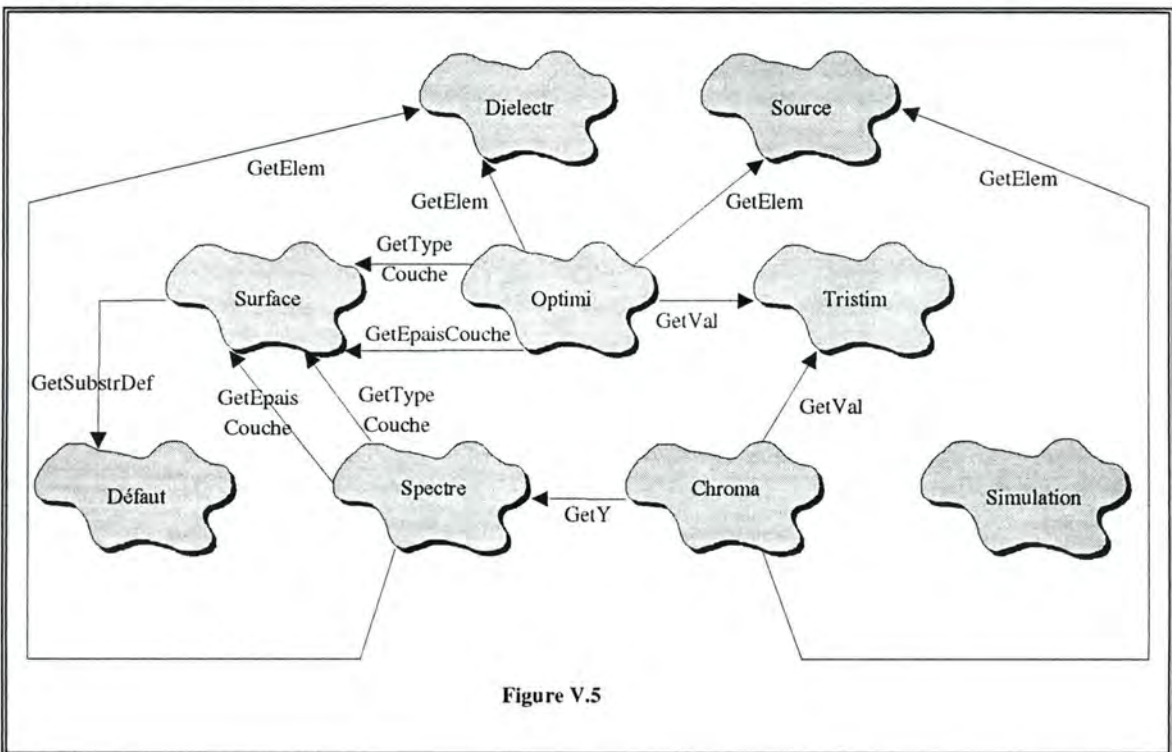 Dielectr
Source
GetElem
GetElem
GetElem
GetElem
GetType
Couche
Surface
Optimi
Tristim
GetVal
GetEpaisCouche
GetSubstrDef
GetEpais
Couche
GetType
Couche
GetVal
Défaut
Spectre
Chroma
Simulation
GetY
Figure V.5